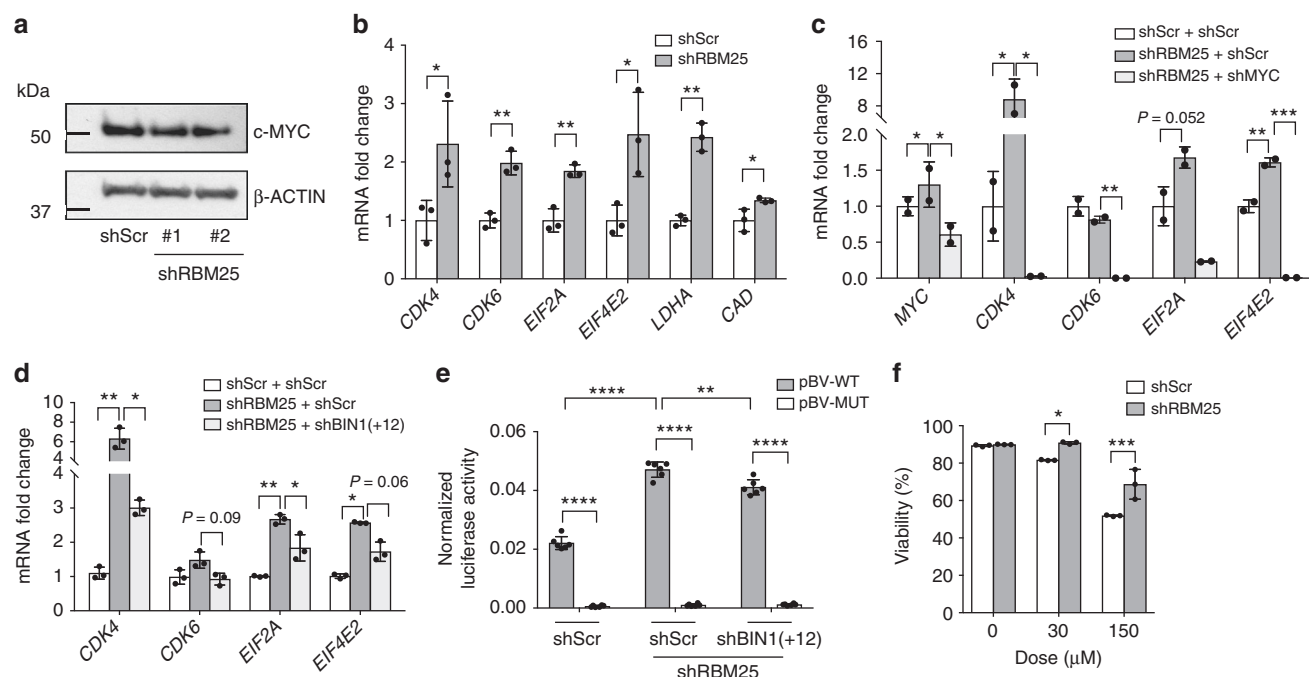 a
kDa
50
c-MYC
37
β-ACTIN
shScr #1 #2
shRBM25
b
shScr
shRBM25
mRNA fold change
4
3
2
1
0
* ** ** * ** *
CDK4 CDK6 EIF2A EIF4E2 LDHA CAD
c
shScr + shScr
shRBM25 + shScr
shRBM25 + shMYC
mRNA fold change
16
12
8
4
2.0
1.5
1.0
0.5
0.0
* * * * ** P = 0.052 ** ***
MYC CDK4 CDK6 EIF2A EIF4E2
d
shScr + shScr
shRBM25 + shScr
shRBM25 + shBIN1(+12)
mRNA fold change
10
8
6
4
4
3
2
1
0
** * P = 0.09 ** * * P = 0.06
CDK4 CDK6 EIF2A EIF4E2
e
pBV-WT
pBV-MUT
Normalized
luciferase activity
0.06
0.04
0.02
0.00
**** **
**** **** ****
shScr shScr shBIN1(+12)
shRBM25
f
shScr
shRBM25
Viability (%)
100
80
60
40
20
0
* ***
0 30 150
Dose (μM)